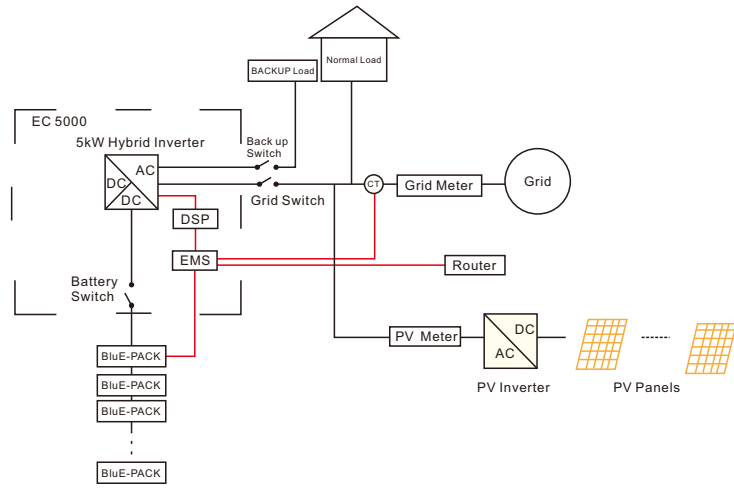 BACKUP Load
Normal Load
EC 5000
5kW Hybrid Inverter
Back up
Switch
AC
DC
DC
CT
Grid Meter
Grid
Grid Switch
DSP
EMS
Router
Battery
Switch
PV Meter
DC
AC
BluE-PACK
BluE-PACK
BluE-PACK
PV Inverter
PV Panels
BluE-PACK